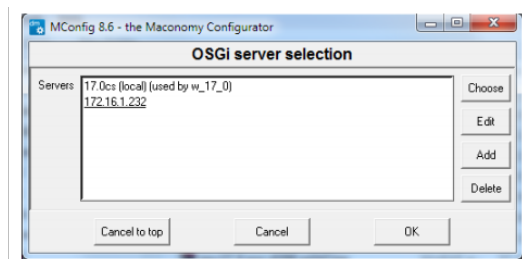 MConfig 8.6 - the Maconomy Configurator
OSGi server selection
Servers
17.0cs (local) (used by w_17_0)
172.16.1.232
Choose
Edit
Add
Delete
Cancel to top
Cancel
OK